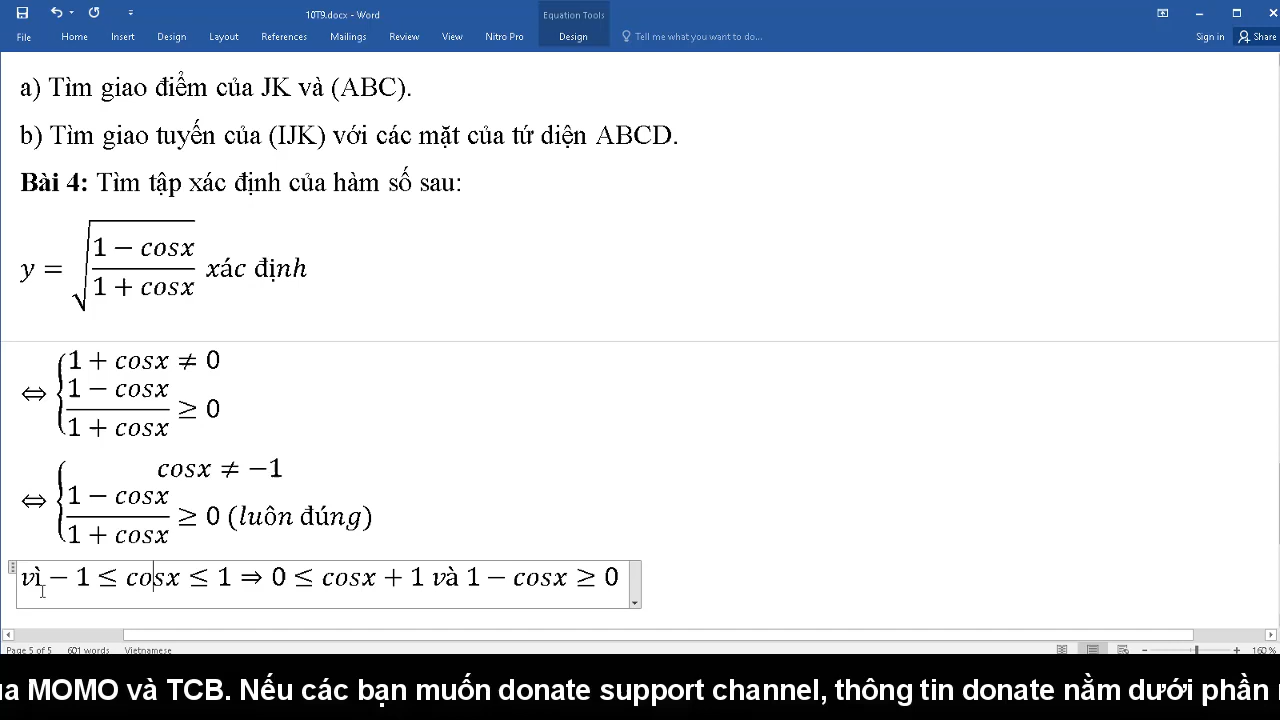 10T9.docx - Word
Equation Tools
File Home Insert Design Layout References Mailings Review View Nitro Pro Design Tell me what you want to do... Sign in Share
a) Tìm giao điểm của JK và (ABC).
b) Tìm giao tuyến của (IJK) với các mặt của tứ diện ABCD.
Bài 4: Tìm tập xác định của hàm số sau:
y = √((1 − cosx)/(1 + cosx)) xác định
⇔ { 1 + cosx ≠ 0
(1 − cosx)/(1 + cosx) ≥ 0
⇔ { cosx ≠ −1
(1 − cosx)/(1 + cosx) ≥ 0 (luôn đúng)
vì − 1 ≤ cosx ≤ 1 ⇒ 0 ≤ cosx + 1 và 1 − cosx ≥ 0
Page 5 of 5 601 words Vietnamese 160%
MOMO và TCB. Nếu các bạn muốn donate support channel, thông tin donate nằm dưới phần